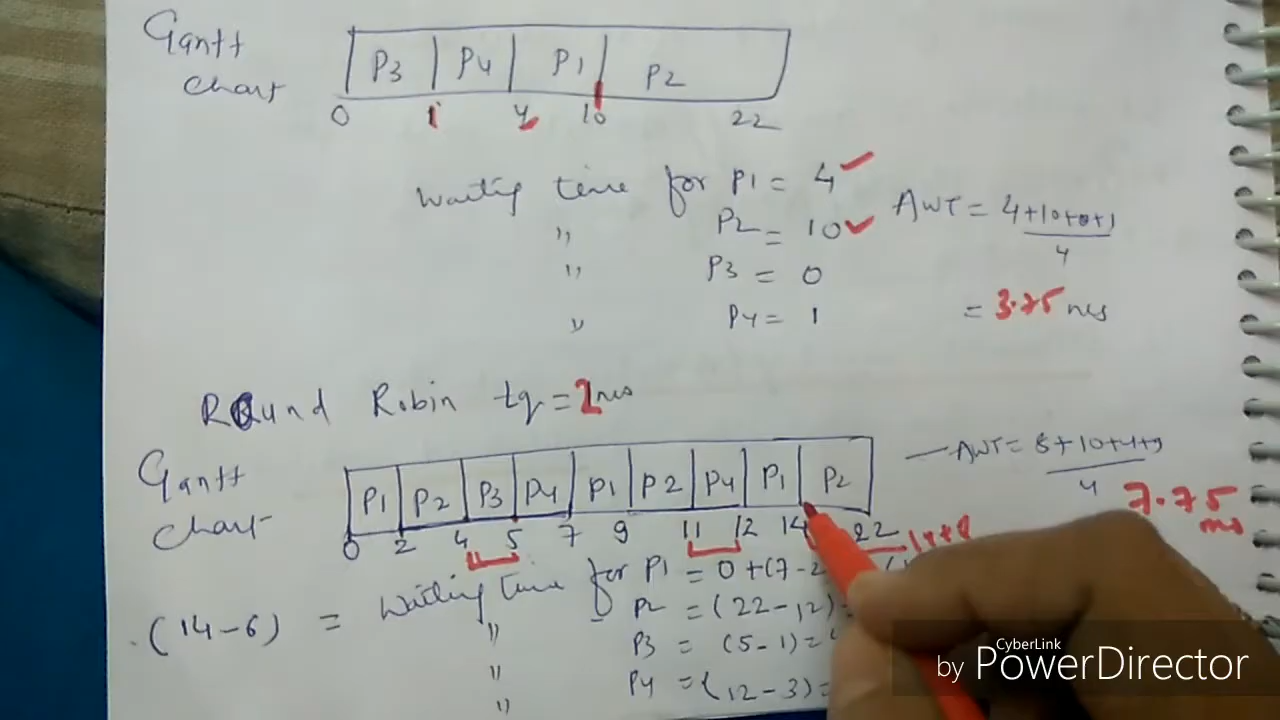 Gantt
chart
P3 P4 P1 P2
0 1 4 10 22
Waiting time for P1 = 4
" P2 = 10
" P3 = 0
" P4 = 1
AWT = 4+10+0+1
4
= 3.75 ms
Round Robin tq = 2ms
Gantt
chart
P1 P2 P3 P4 P1 P2 P4 P1 P2
0 2 4 5 7 9 11 12 14 22
AWT = 8+10+4+9
4
7.75
ms
14+8
(14-6) = Waiting time for P1 = 0+(7-2
" P2 = (22-12)=
" P3 = (5-1)=
" P4 = (12-3)=
CyberLink
by PowerDirector